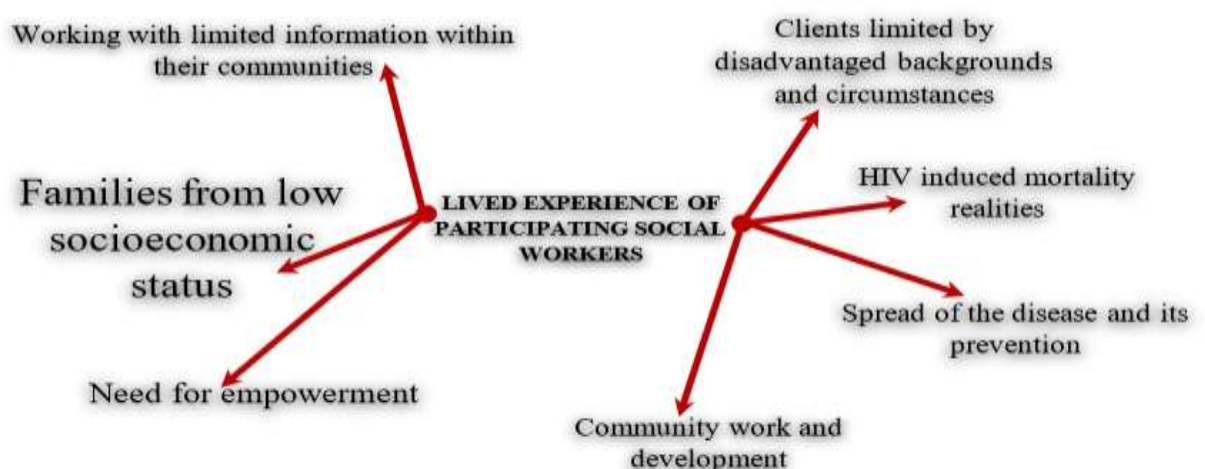 Working with limited information within
their communities
Clients limited by
disadvantaged backgrounds
and circumstances
Families from low
socioeconomic
status
LIVED EXPERIENCE OF
PARTICIPATING SOCIAL
WORKERS
HIV induced mortality
realities
Spread of the disease and its
prevention
Need for empowerment
Community work and
development